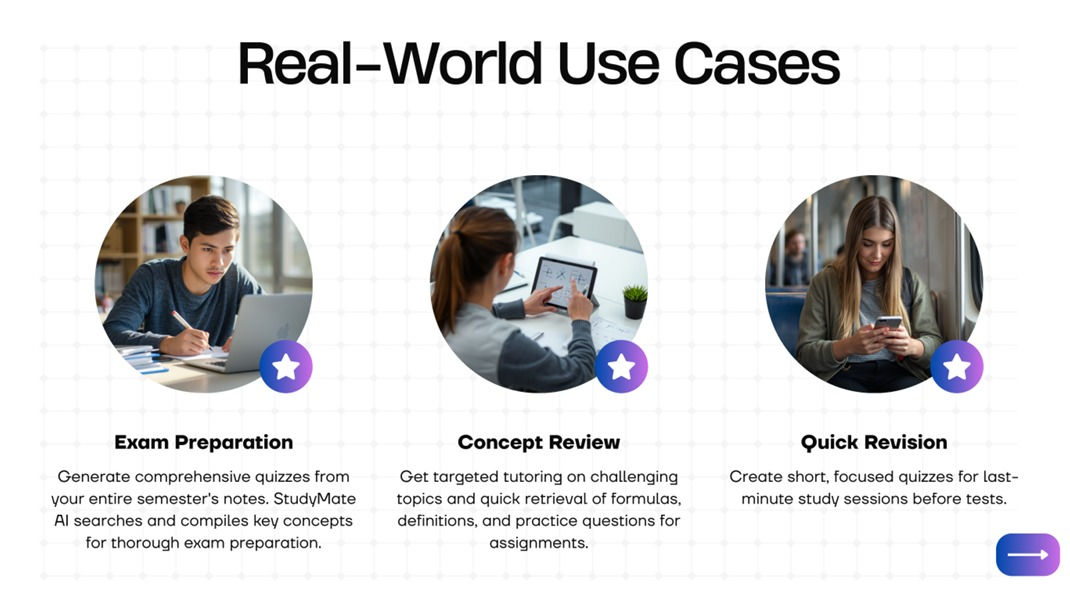 Real-World Use Cases
Exam Preparation
Generate comprehensive quizzes from
your entire semester's notes. StudyMate
AI searches and compiles key concepts
for thorough exam preparation.
Concept Review
Get targeted tutoring on challenging
topics and quick retrieval of formulas,
definitions, and practice questions for
assignments.
Quick Revision
Create short, focused quizzes for last-
minute study sessions before tests.